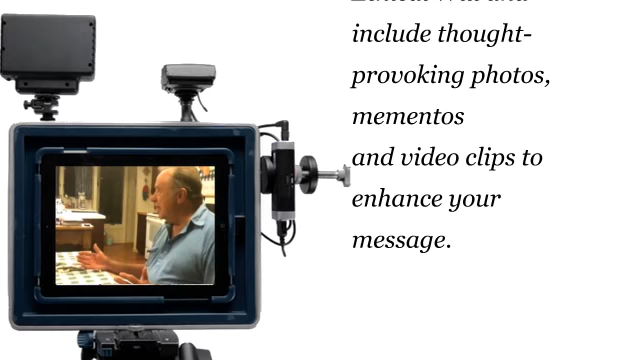 include thought-
provoking photos,
mementos
and video clips to
enhance your
message.